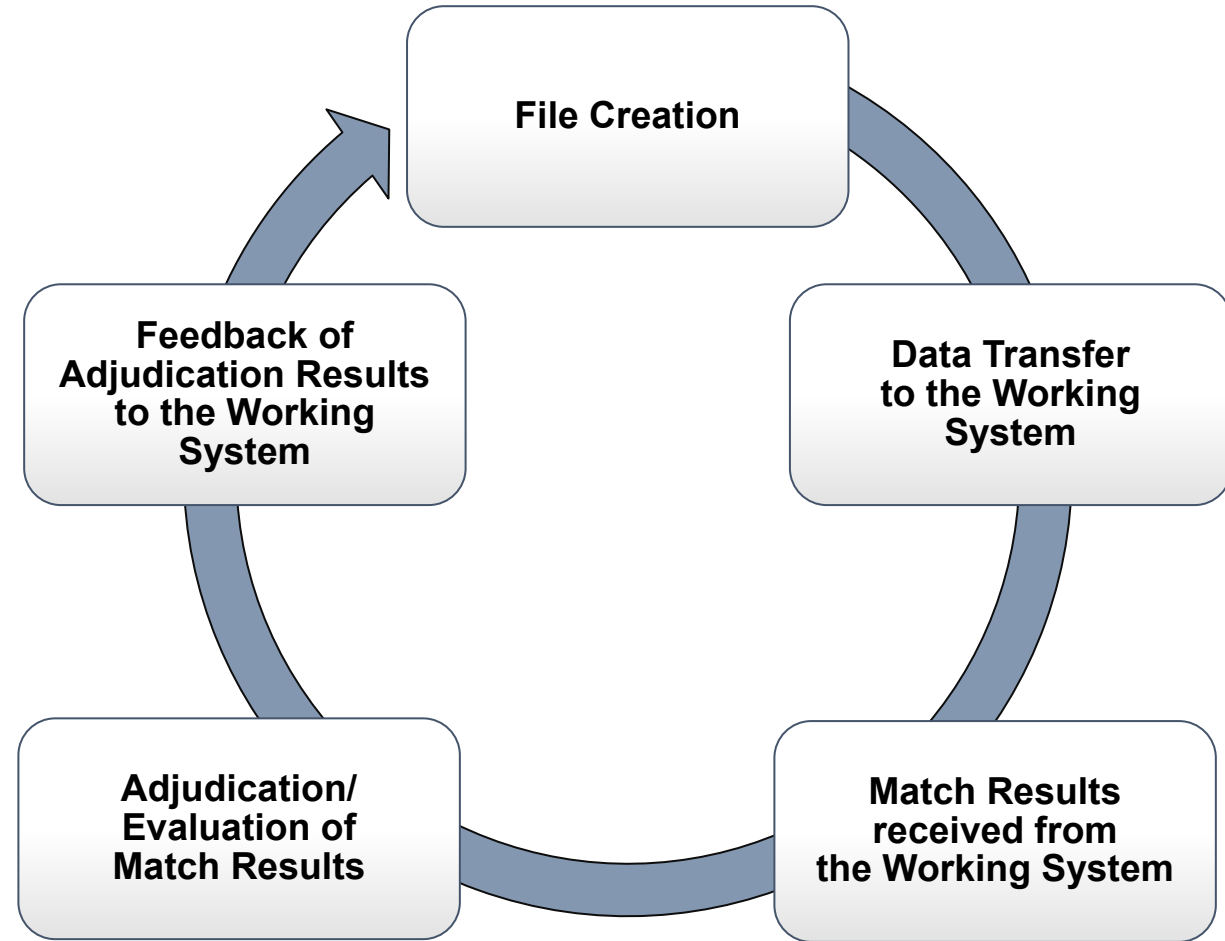 File Creation
Data Transfer
to the Working
System
Match Results
received from
the Working System
Adjudication/
Evaluation of
Match Results
Feedback of
Adjudication Results
to the Working
System